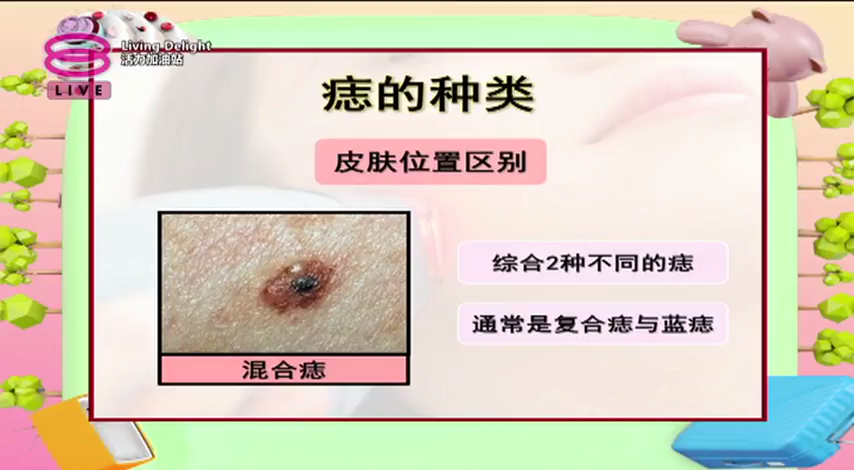 Living Delight
活力加油站
LIVE
痣的种类
皮肤位置区别
综合2种不同的痣
通常是复合痣与蓝痣
混合痣